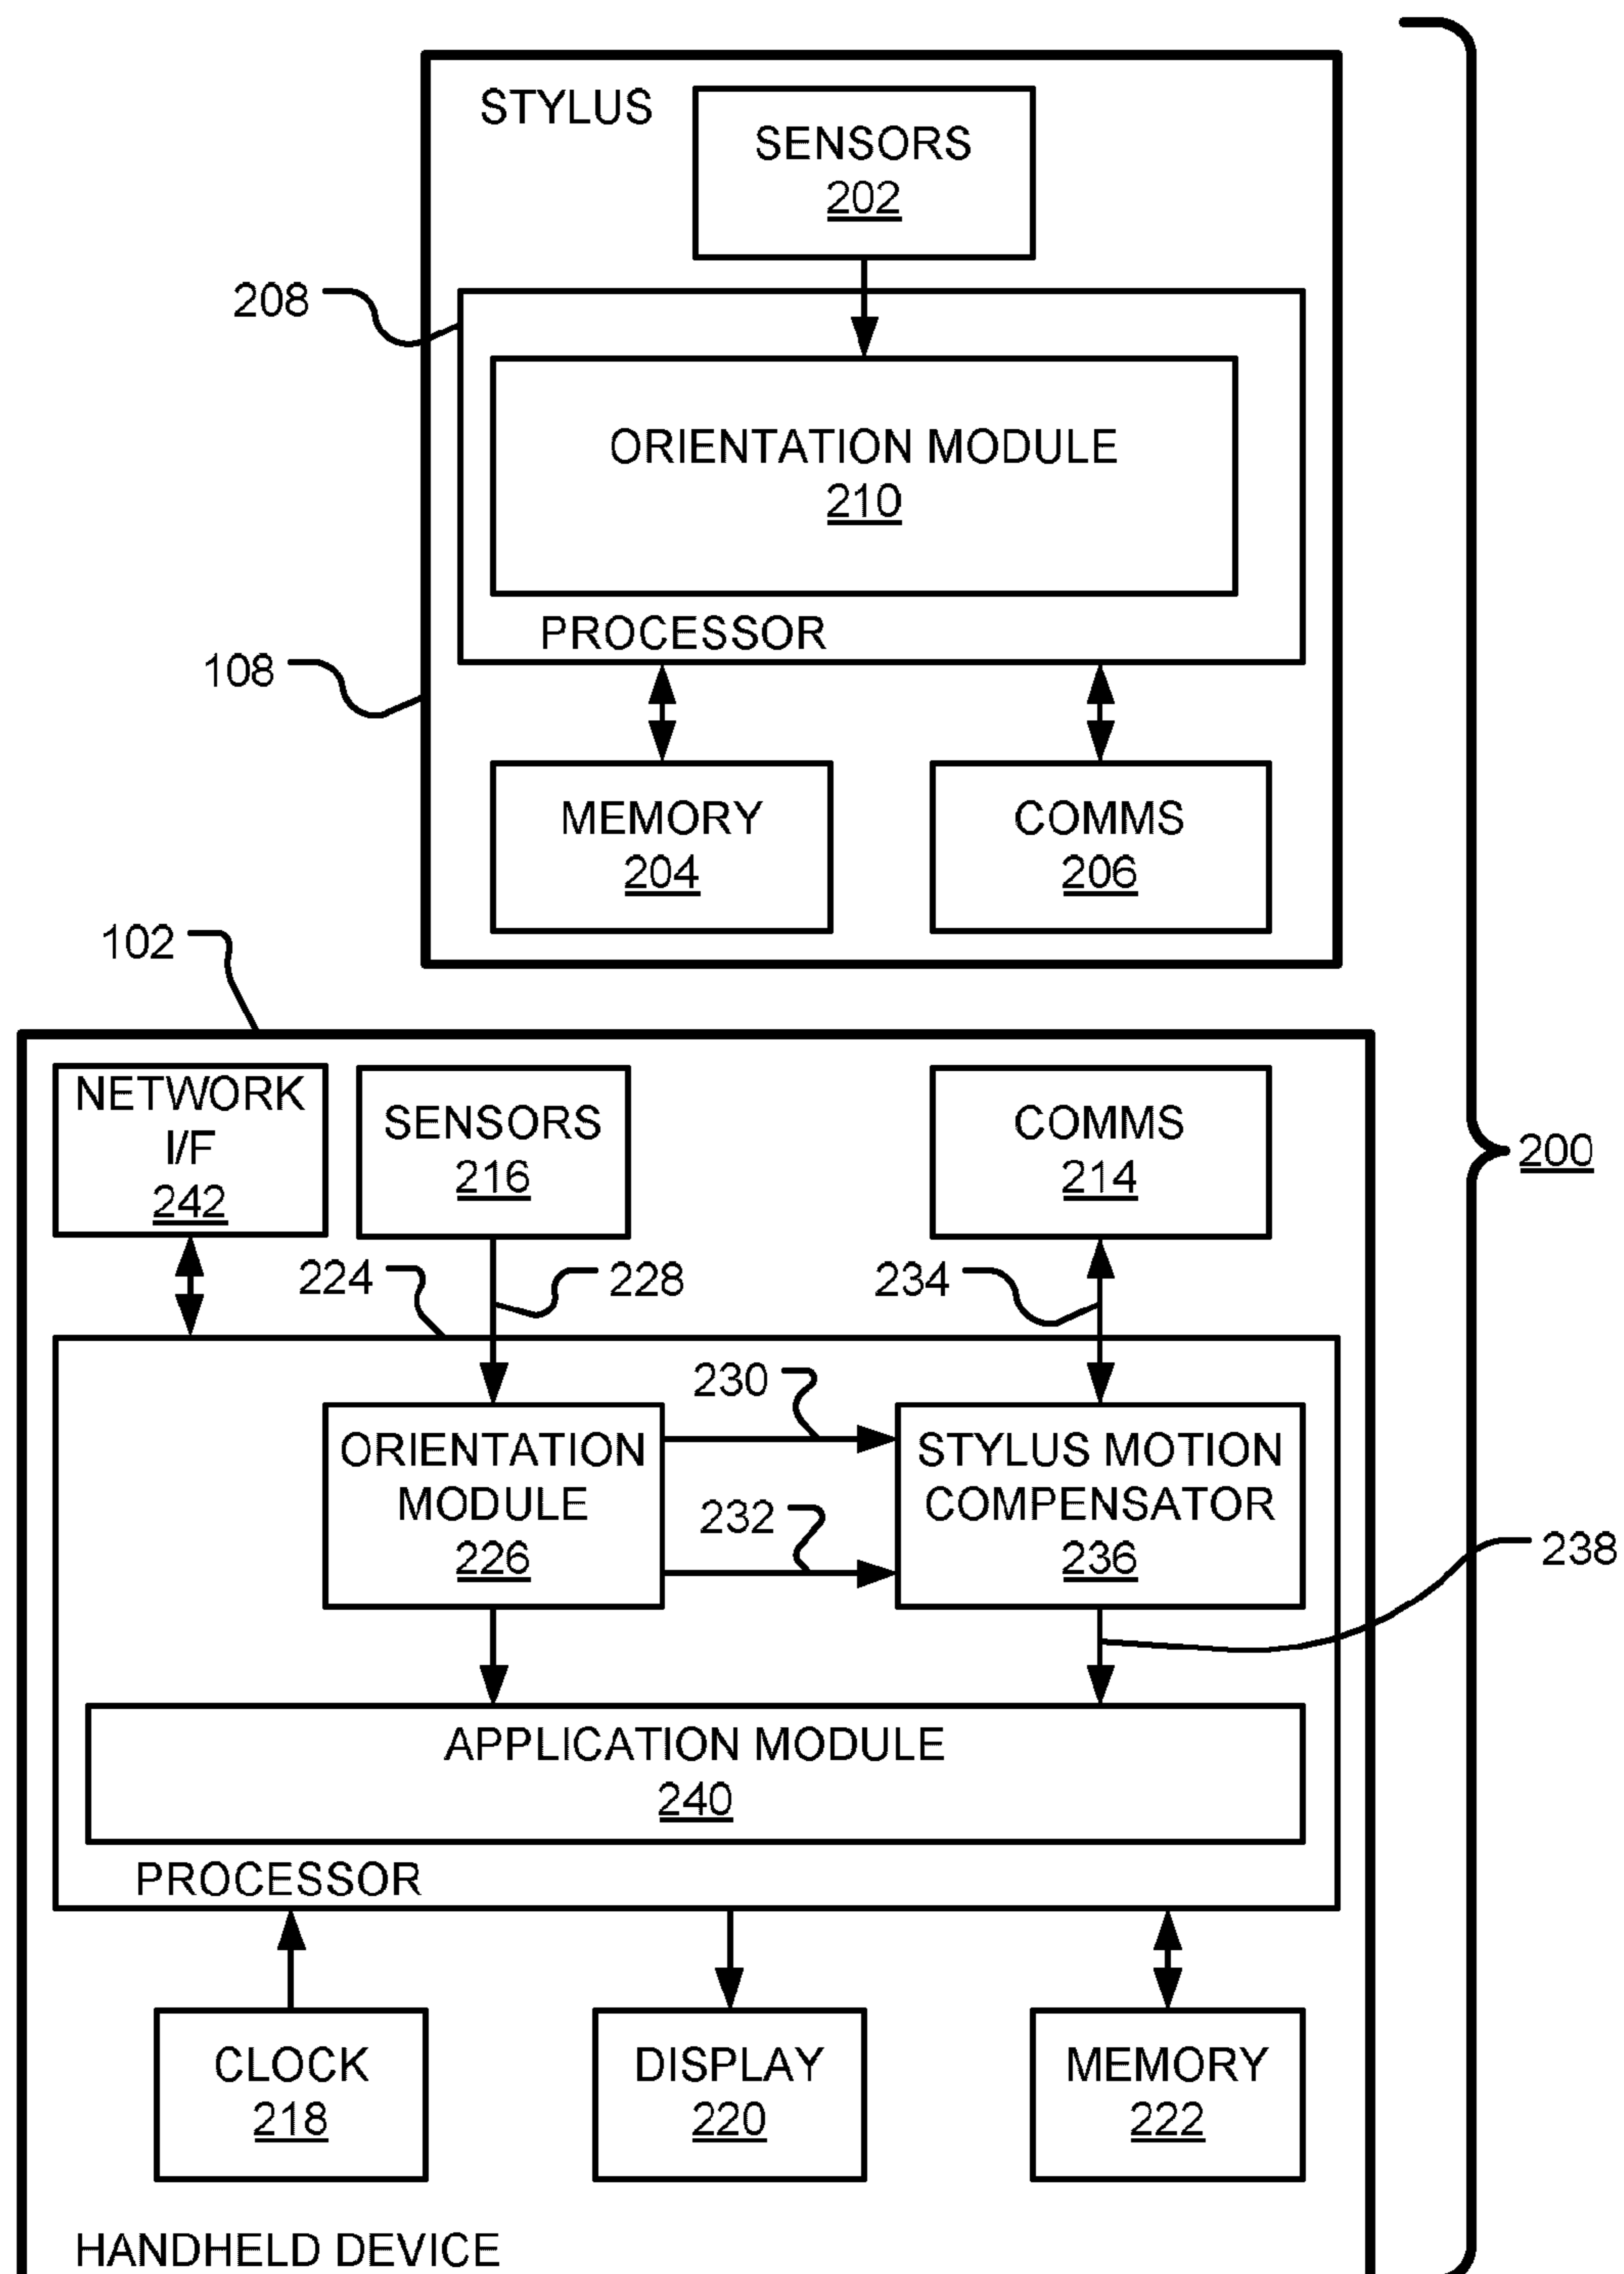 STYLUS
SENSORS
202
208
ORIENTATION MODULE
210
PROCESSOR
108
MEMORY
204
COMMS
206
102
NETWORK
I/F
242
SENSORS
216
COMMS
214
200
224
228
234
230
ORIENTATION
MODULE
226
232
STYLUS MOTION
COMPENSATOR
236
238
APPLICATION MODULE
240
PROCESSOR
CLOCK
218
DISPLAY
220
MEMORY
222
HANDHELD DEVICE